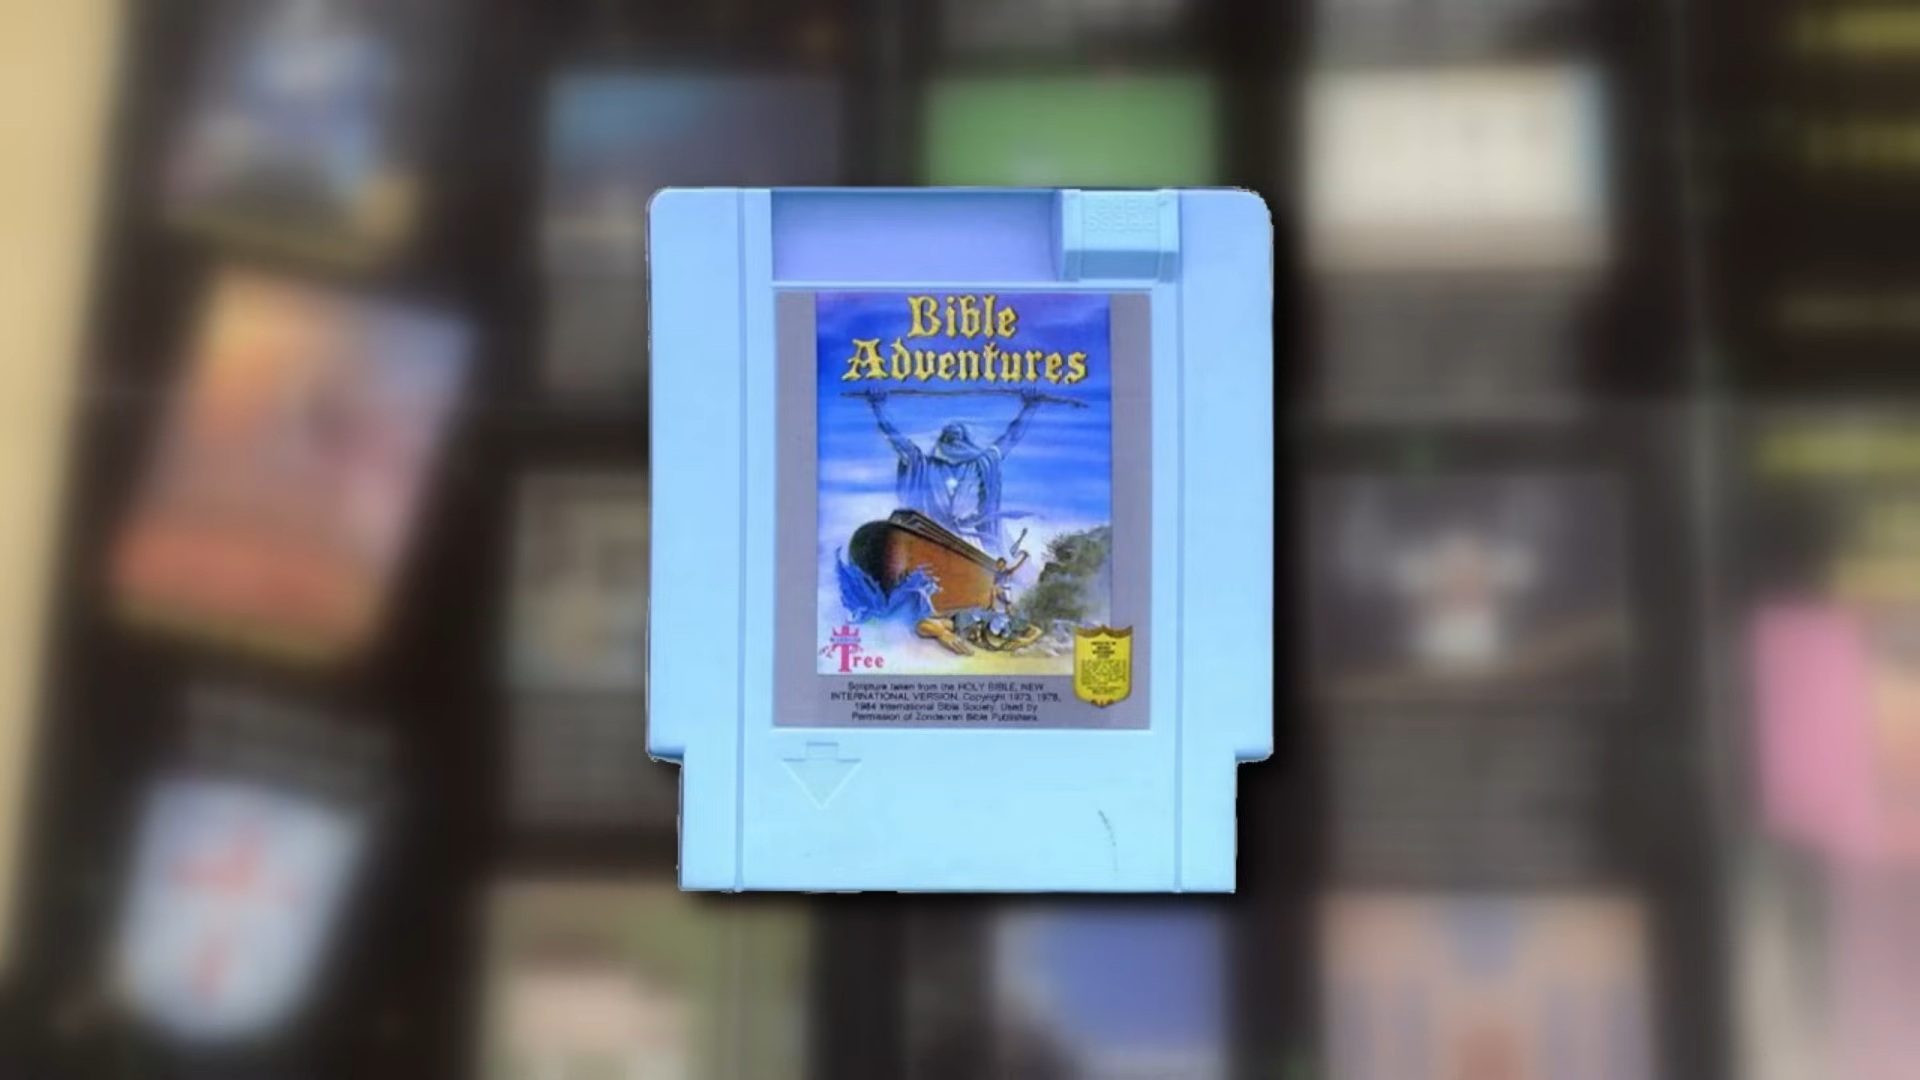 Bible
Adventures
Tree
Scripture taken from the HOLY BIBLE, NEW
INTERNATIONAL VERSION. Copyright 1973, 1978,
1984 International Bible Society. Used by
Permission of Zondervan Bible Publishers.